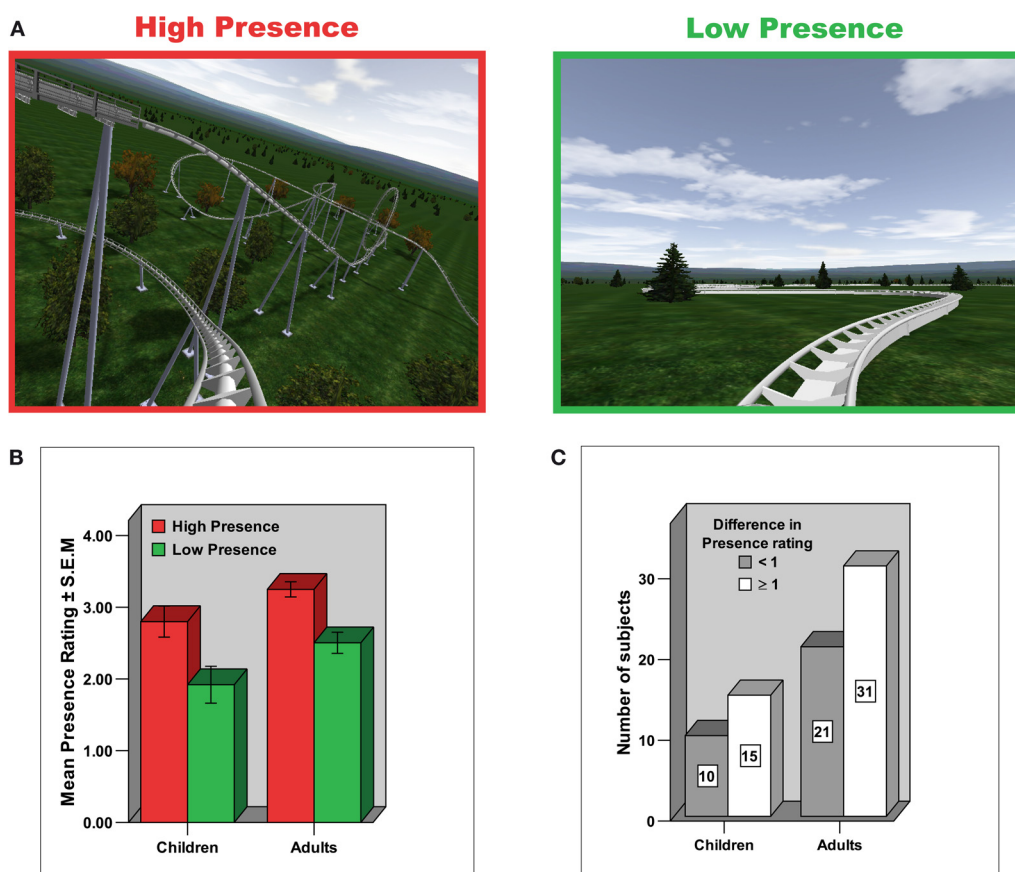 A
High Presence
Low Presence
B
Mean Presence Rating ± S.E.M
4.00
3.00
2.00
1.00
0.00
High Presence
Low Presence
Children
Adults
C
Number of subjects
30
20
10
0
Difference in
Presence rating
< 1
≥ 1
10
15
21
31
Children
Adults